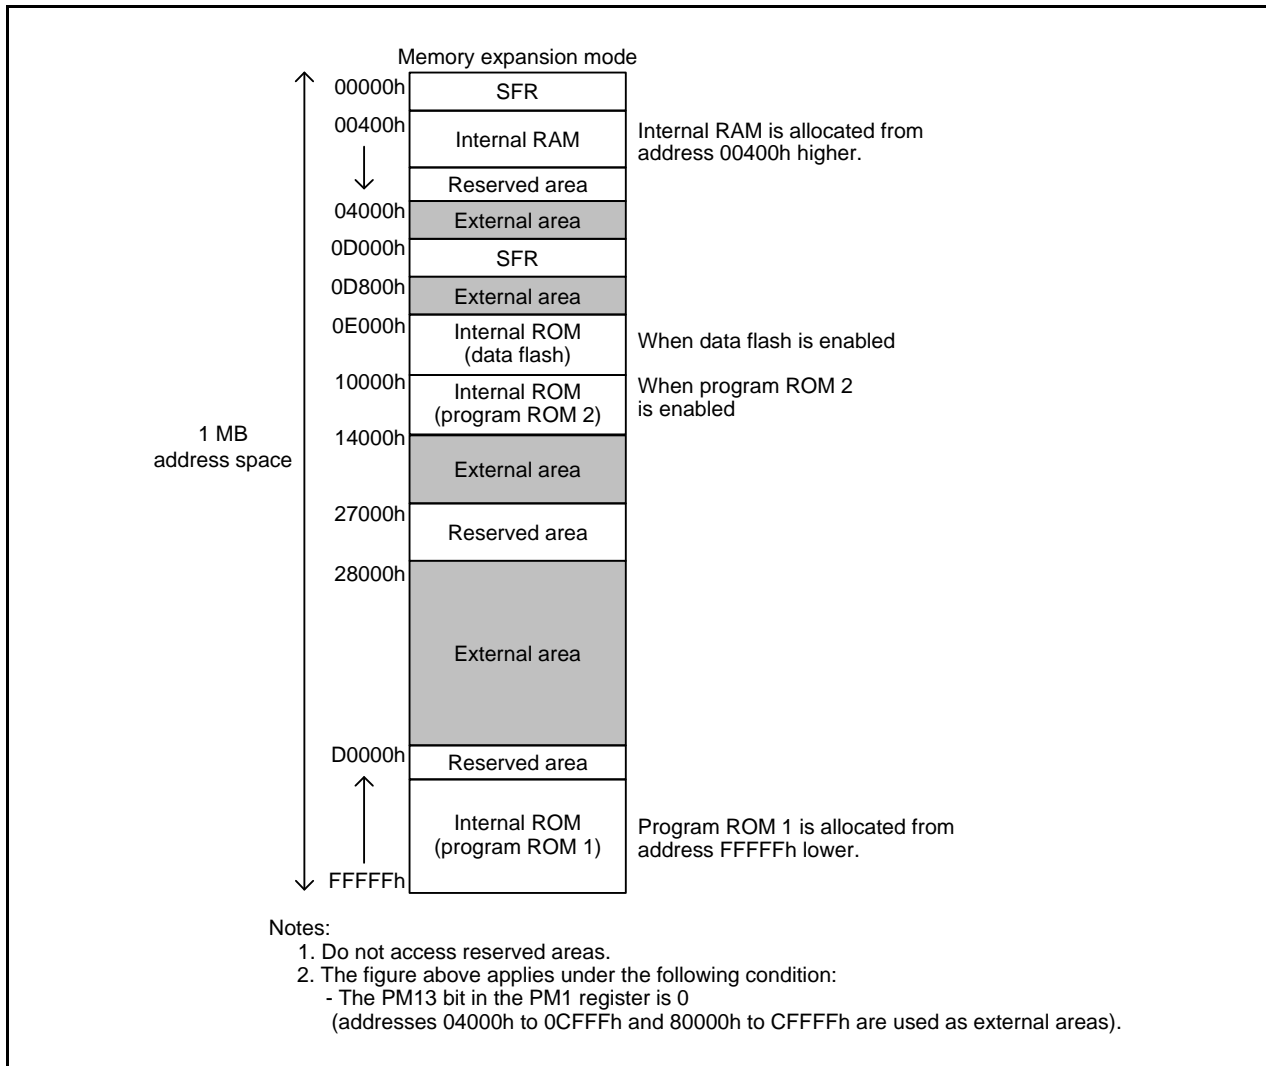 Memory expansion mode
00000h
SFR
00400h
Internal RAM
Internal RAM is allocated from
address 00400h higher.
Reserved area
04000h
External area
0D000h
SFR
0D800h
External area
0E000h
Internal ROM
(data flash)
When data flash is enabled
10000h
Internal ROM
(program ROM 2)
When program ROM 2
is enabled
1 MB
address space
14000h
External area
27000h
Reserved area
28000h
External area
D0000h
Reserved area
Internal ROM
(program ROM 1)
Program ROM 1 is allocated from
address FFFFFh lower.
FFFFFh
Notes:
1. Do not access reserved areas.
2. The figure above applies under the following condition:
- The PM13 bit in the PM1 register is 0
(addresses 04000h to 0CFFFh and 80000h to CFFFFh are used as external areas).